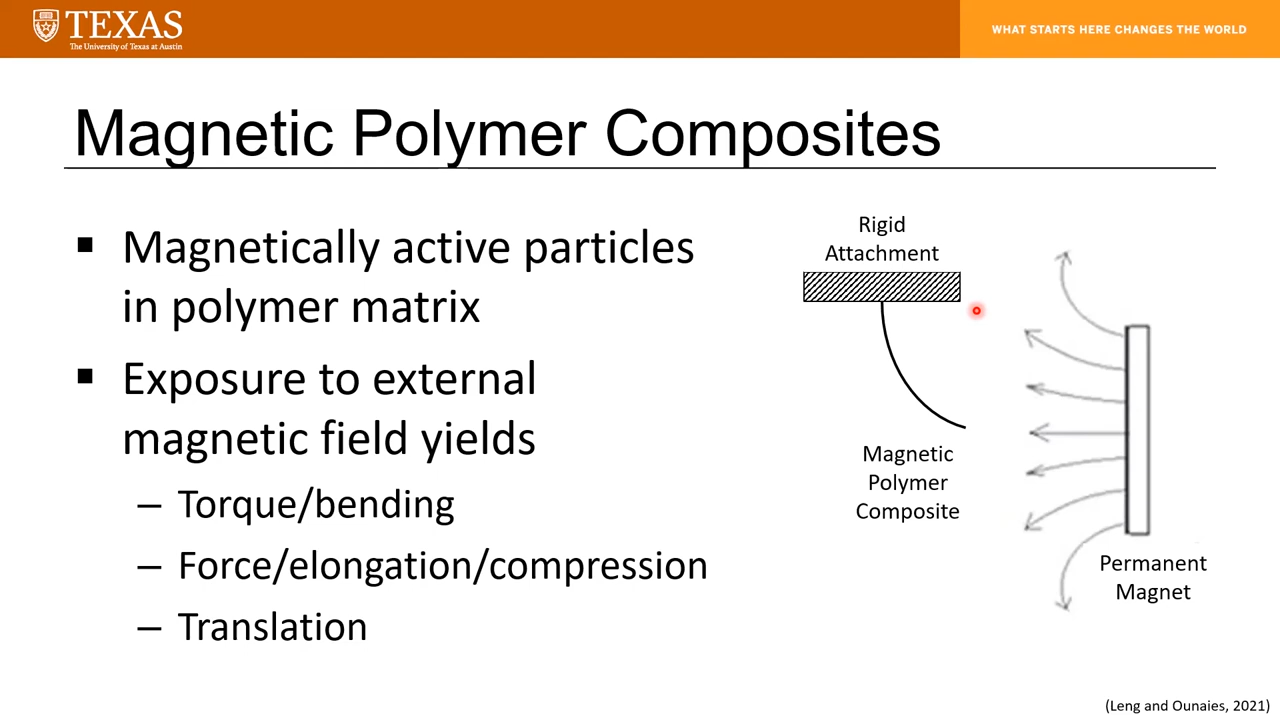 TEXAS
The University of Texas at Austin
WHAT STARTS HERE CHANGES THE WORLD
Magnetic Polymer Composites
▪ Magnetically active particles
in polymer matrix
▪ Exposure to external
magnetic field yields
– Torque/bending
– Force/elongation/compression
– Translation
Rigid
Attachment
Magnetic
Polymer
Composite
Permanent
Magnet
(Leng and Ounaies, 2021)